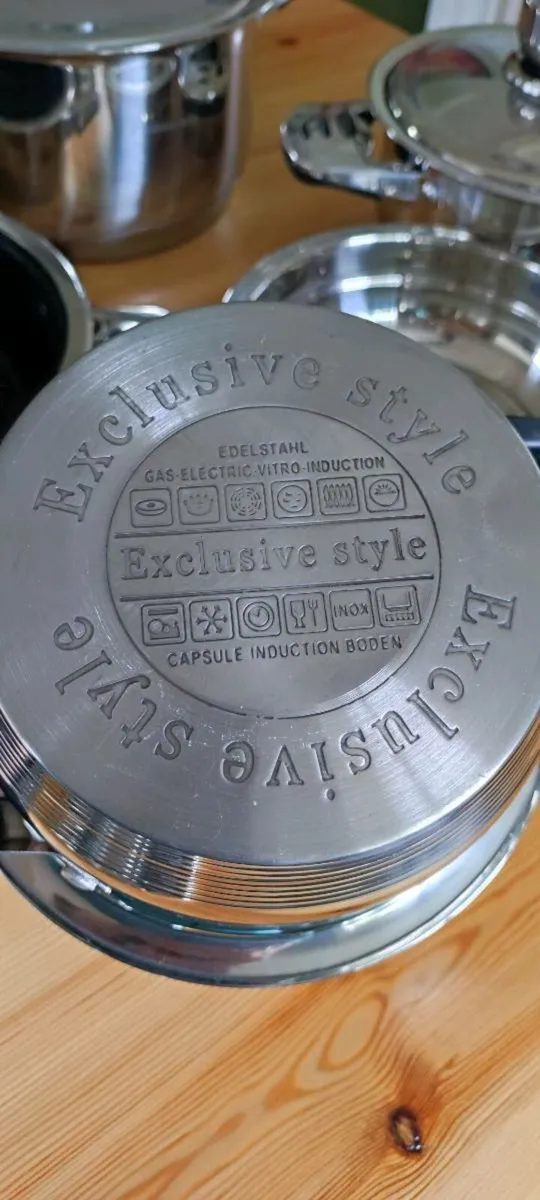 Exclusive style
EDELSTAHL
GAS-ELECTRIC-VITRO-INDUCTION
Exclusive style
INOX
CAPSULE INDUCTION BODEN
Exclusive style